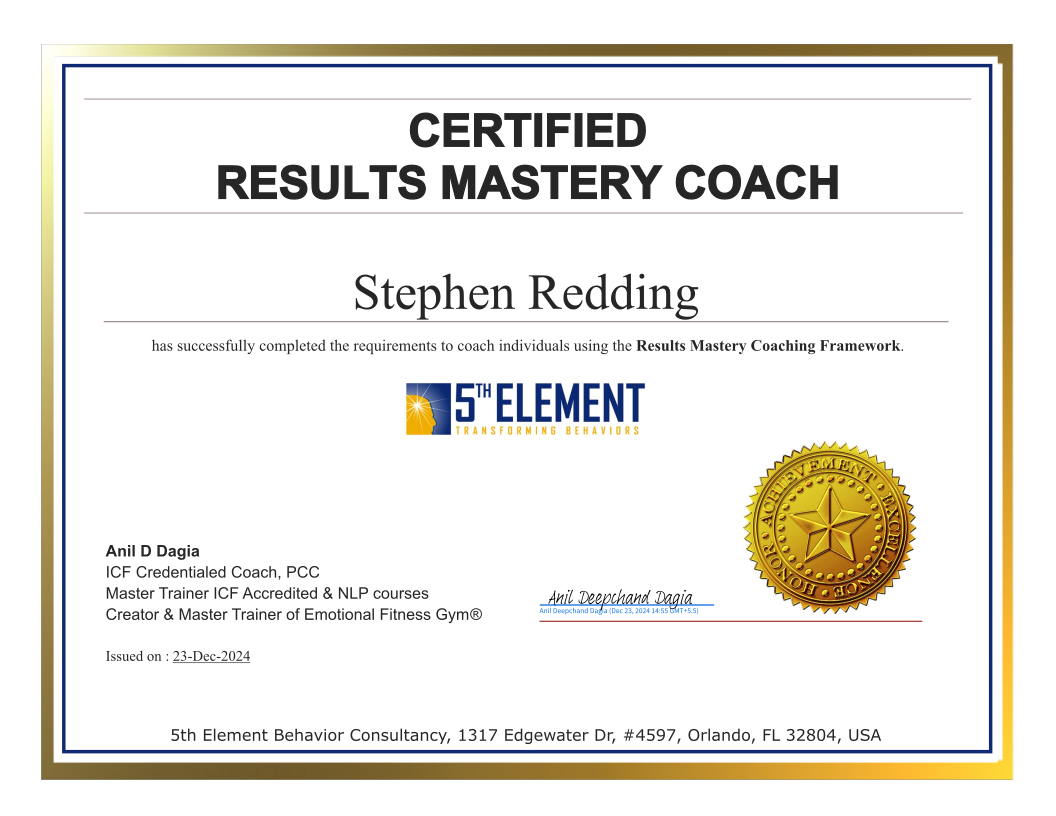 CERTIFIED
RESULTS MASTERY COACH
Stephen Redding
has successfully completed the requirements to coach individuals using the Results Mastery Coaching Framework.
5TH ELEMENT
TRANSFORMING BEHAVIORS
HONOR • ACHIEVEMENT • EXCELLENCE •
Anil D Dagia
ICF Credentialed Coach, PCC
Master Trainer ICF Accredited & NLP courses
Creator & Master Trainer of Emotional Fitness Gym®
Anil Deepchand Dagia
Anil Deepchand Dagia (Dec 23, 2024 14:55 GMT+5.5)
Issued on : 23-Dec-2024
5th Element Behavior Consultancy, 1317 Edgewater Dr, #4597, Orlando, FL 32804, USA